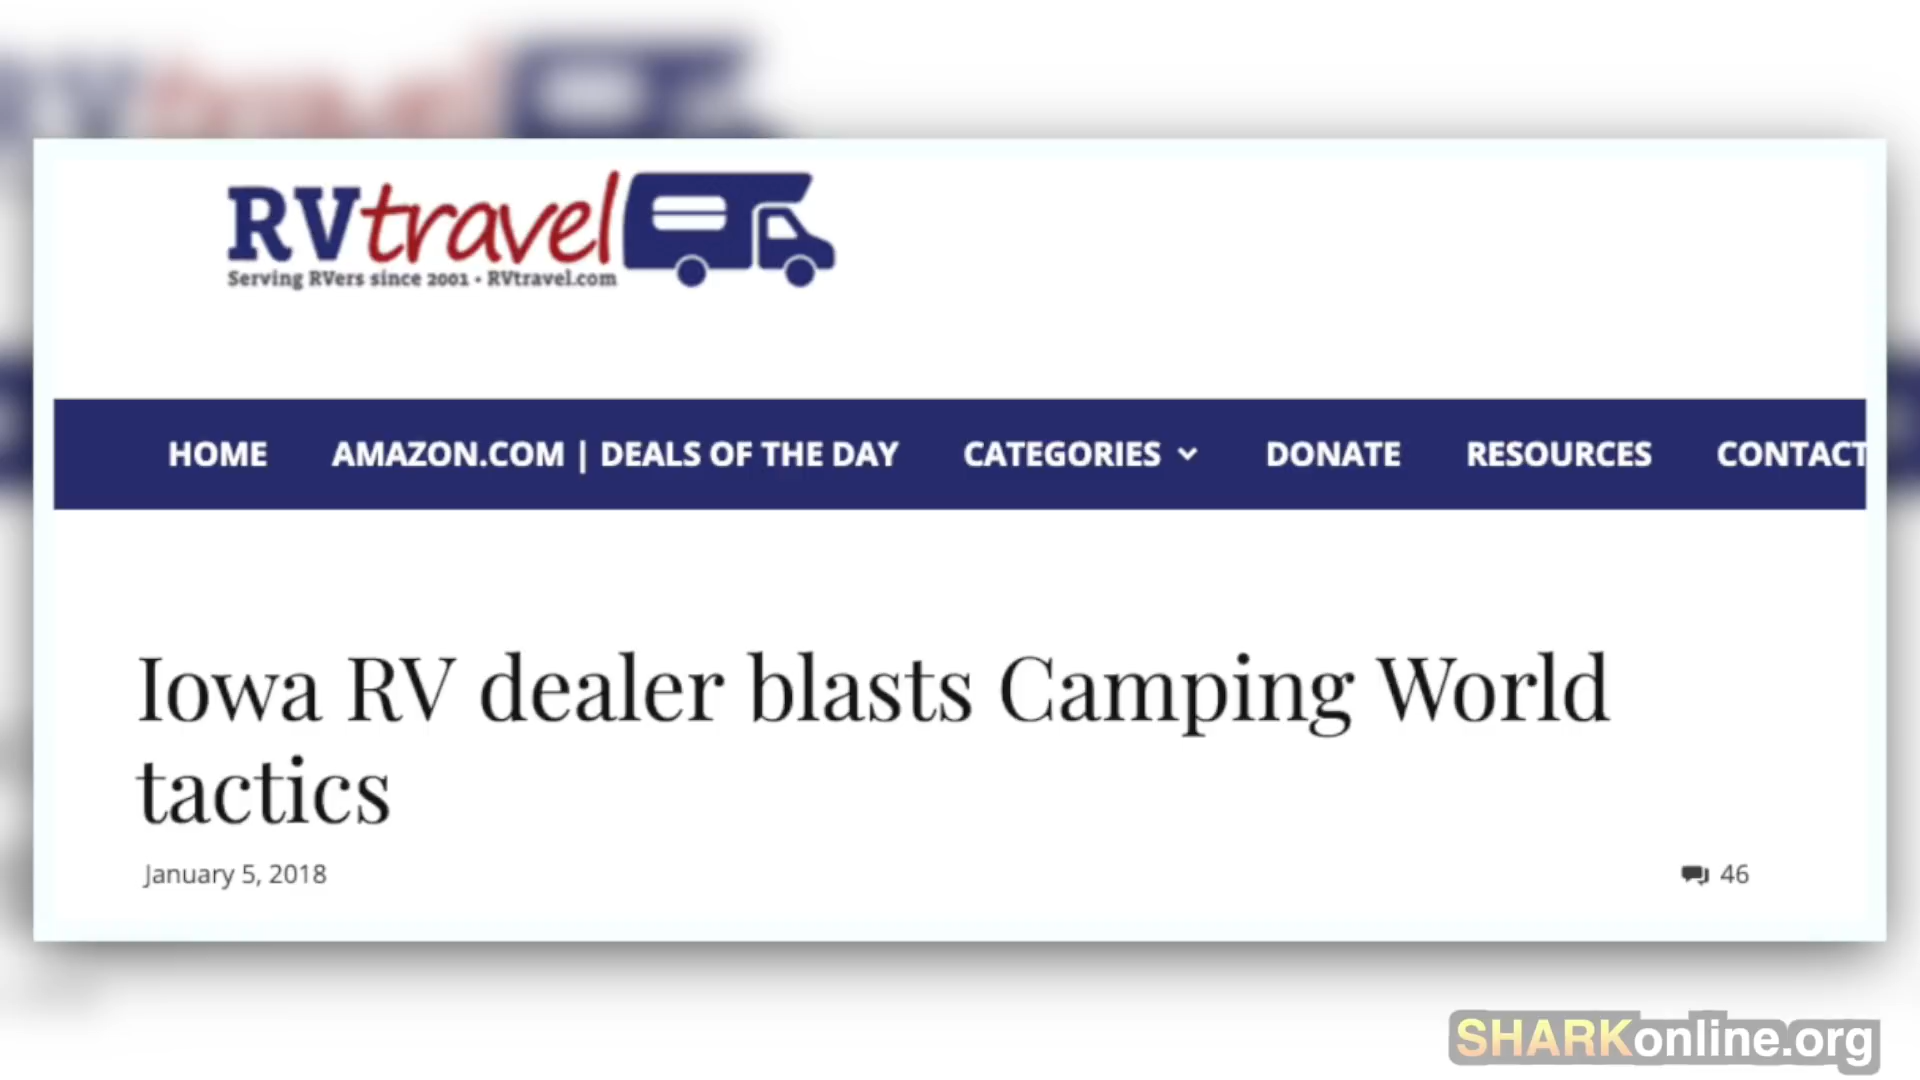 RVtravel
Serving RVers since 2001 • RVtravel.com
HOME AMAZON.COM | DEALS OF THE DAY CATEGORIES DONATE RESOURCES CONTACT
Iowa RV dealer blasts Camping World
tactics
January 5, 2018 46
SHARKonline.org